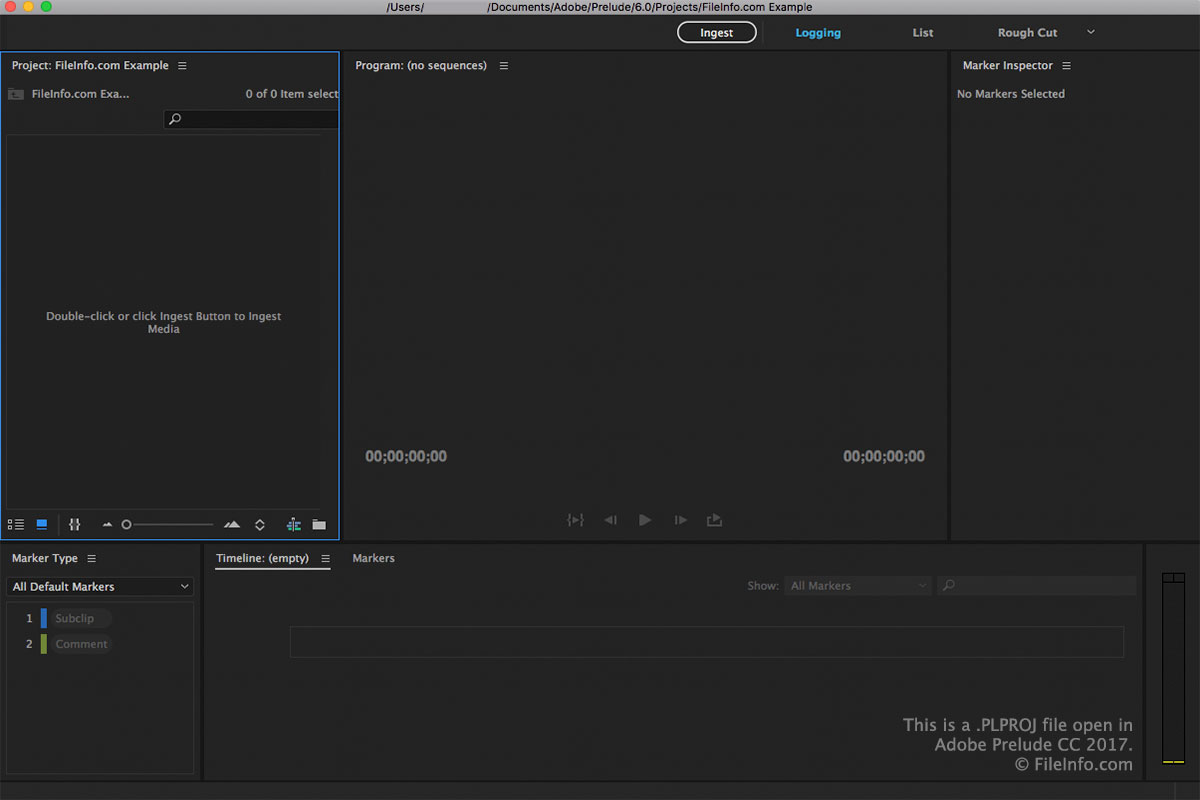 /Users/ /Documents/Adobe/Prelude/6.0/Projects/FileInfo.com Example
Ingest Logging List Rough Cut
Project: FileInfo.com Example
FileInfo.com Exa... 0 of 0 Item select
Double-click or click Ingest Button to Ingest
Media
Program: (no sequences)
00;00;00;00 00;00;00;00
Marker Inspector
No Markers Selected
Marker Type
All Default Markers
1 Subclip
2 Comment
Timeline: (empty) Markers
Show: All Markers
This is a .PLPROJ file open in
Adobe Prelude CC 2017.
© FileInfo.com